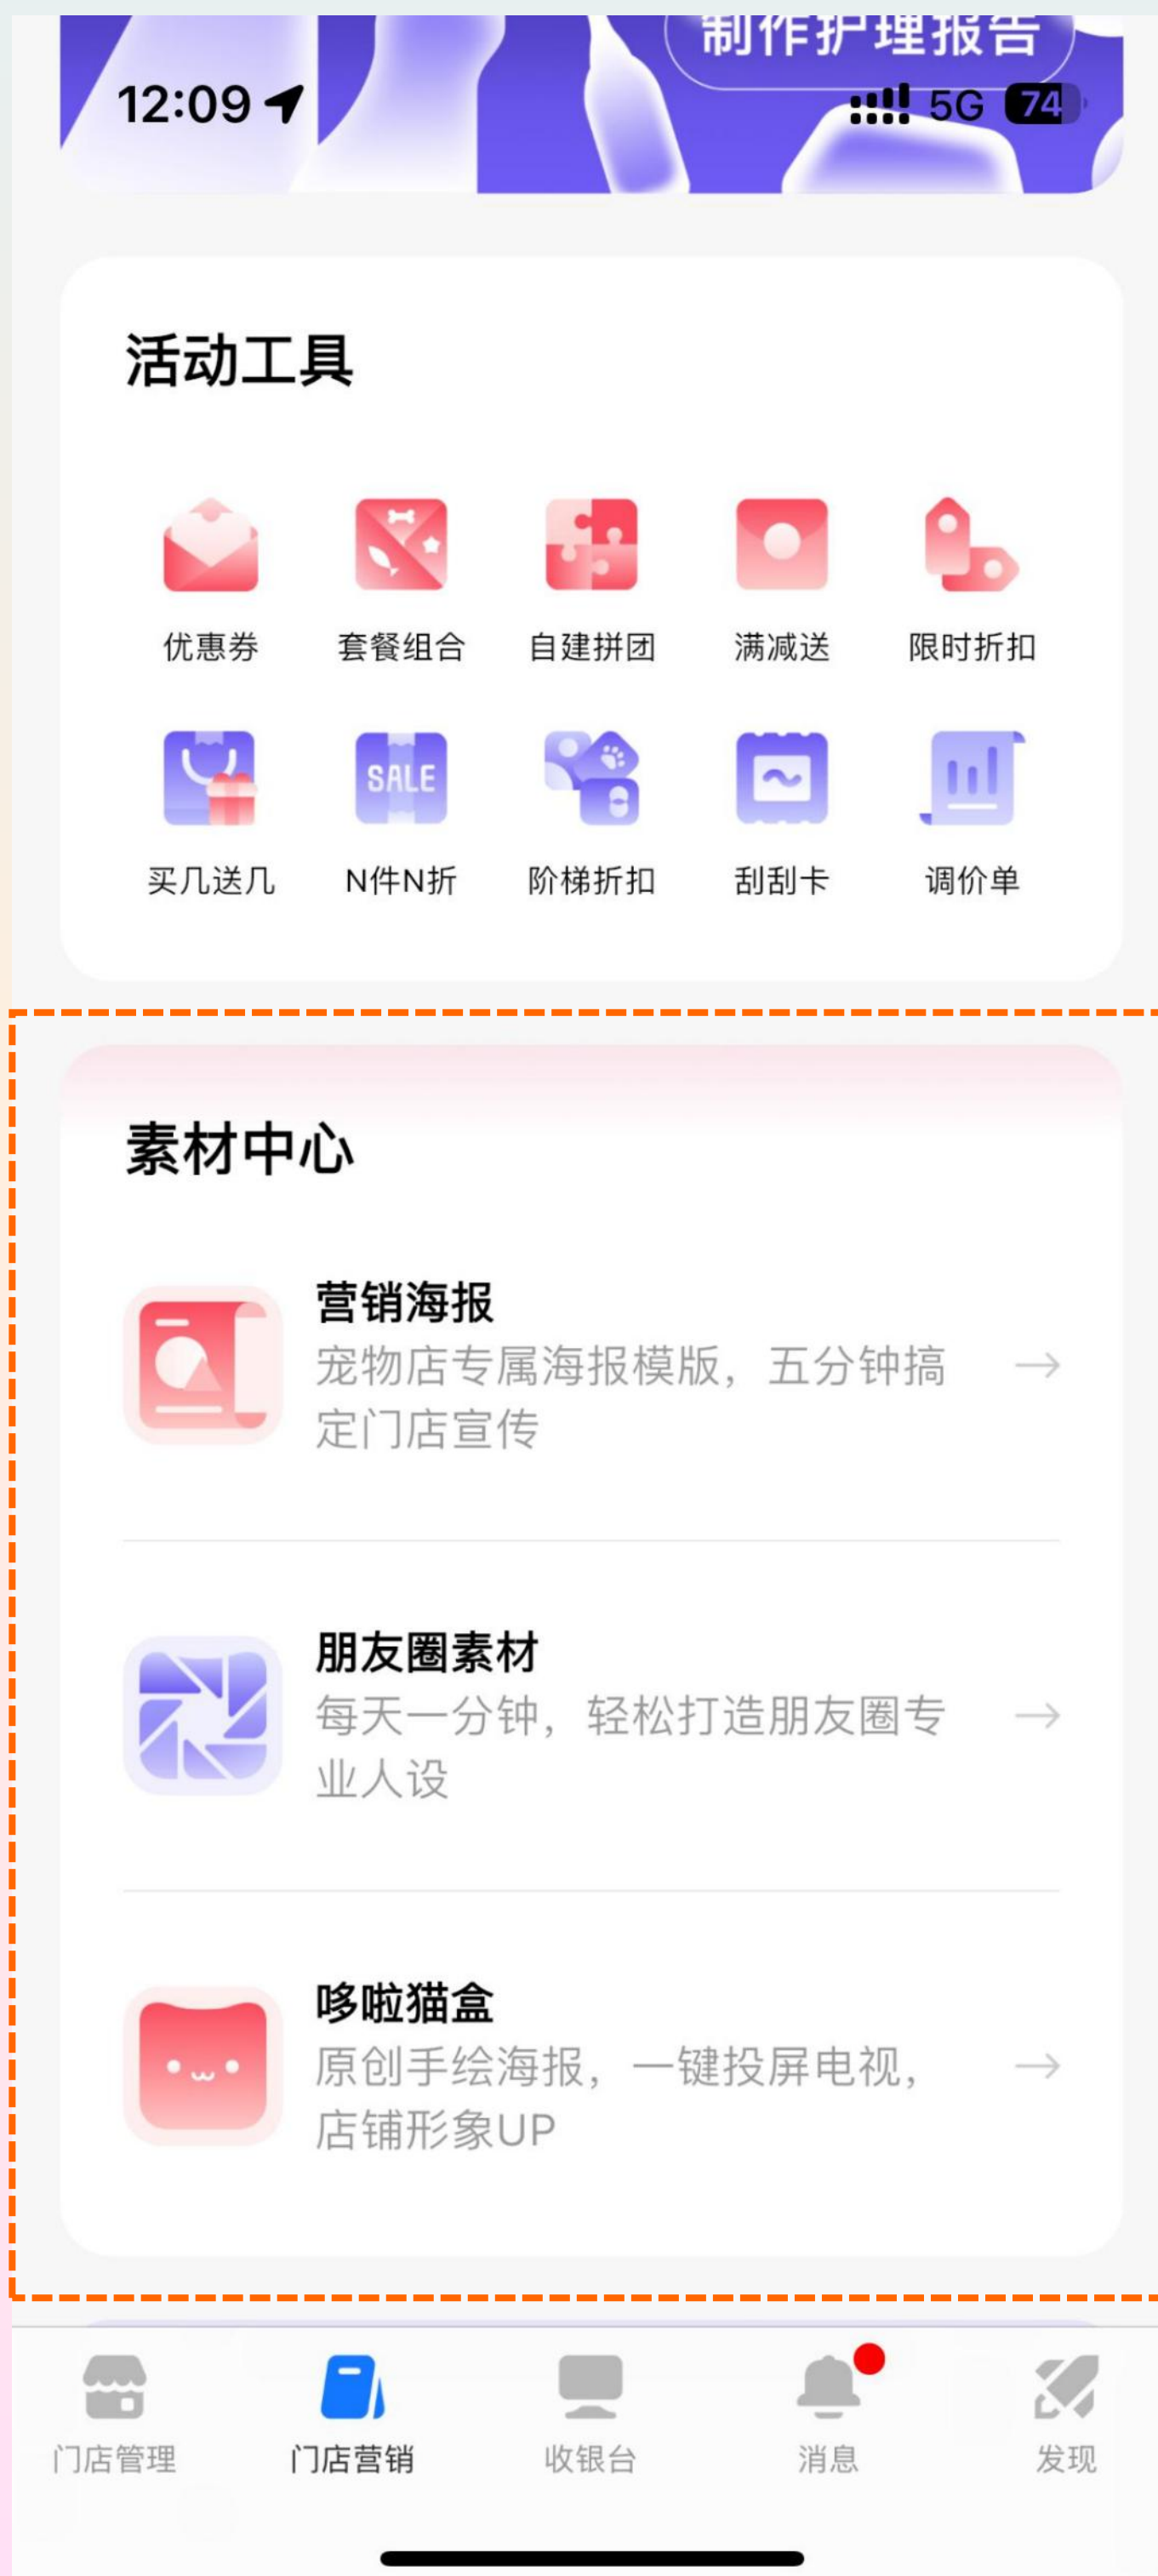 制作护理报告
12:09
5G 74
活动工具
优惠券 套餐组合 自建拼团 满减送 限时折扣
SALE
买几送几 N件N折 阶梯折扣 刮刮卡 调价单
素材中心
营销海报
宠物店专属海报模版，五分钟搞
定门店宣传
朋友圈素材
每天一分钟，轻松打造朋友圈专
业人设
哆啦猫盒
原创手绘海报，一键投屏电视，
店铺形象UP
门店管理 门店营销 收银台 消息 发现